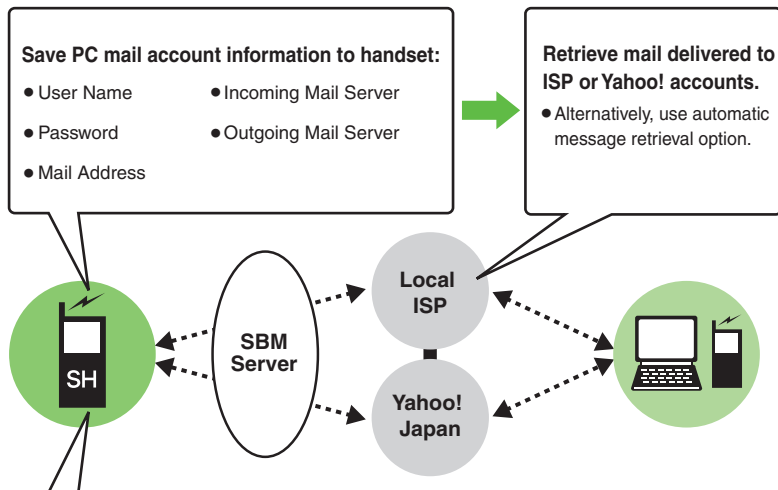 Save PC mail account information to handset:
● User Name
● Incoming Mail Server
● Password
● Outgoing Mail Server
● Mail Address
Retrieve mail delivered to
ISP or Yahoo! accounts.
● Alternatively, use automatic
message retrieval option.
SH
SBM
Server
Local
ISP
Yahoo!
Japan